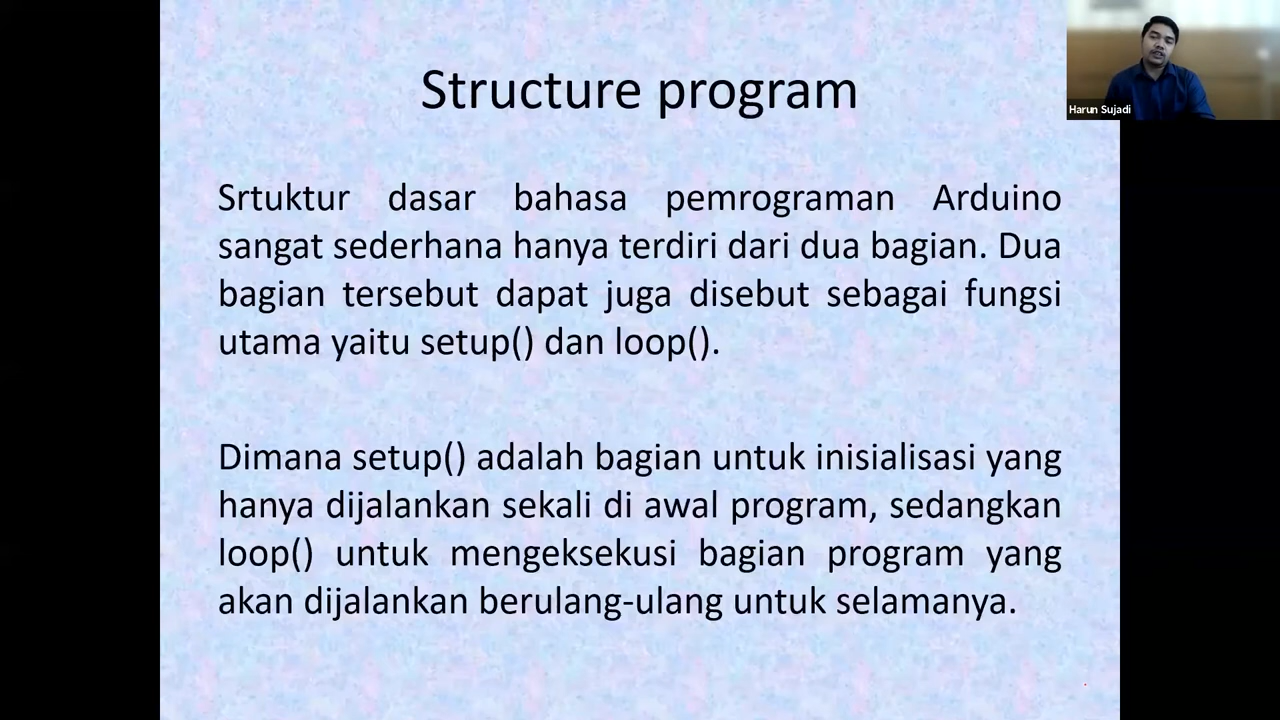 Structure program
Harun Sujadi
Srtuktur dasar bahasa pemrograman Arduino
sangat sederhana hanya terdiri dari dua bagian. Dua
bagian tersebut dapat juga disebut sebagai fungsi
utama yaitu setup() dan loop().
Dimana setup() adalah bagian untuk inisialisasi yang
hanya dijalankan sekali di awal program, sedangkan
loop() untuk mengeksekusi bagian program yang
akan dijalankan berulang-ulang untuk selamanya.